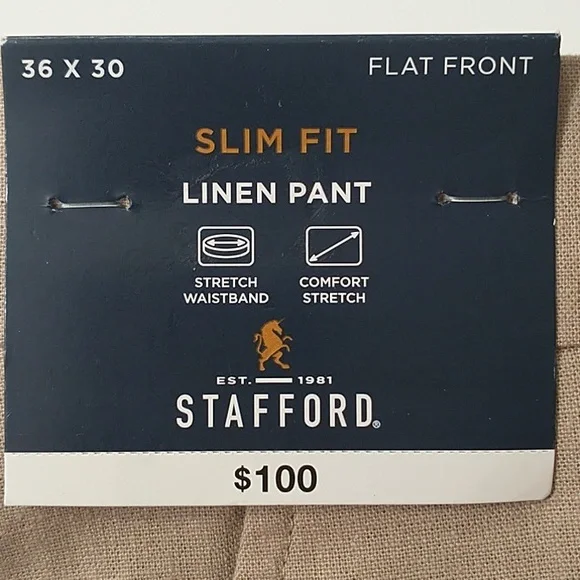 36 X 30 FLAT FRONT
SLIM FIT
LINEN PANT
STRETCH WAISTBAND
COMFORT STRETCH
EST. 1981
STAFFORD®
$100